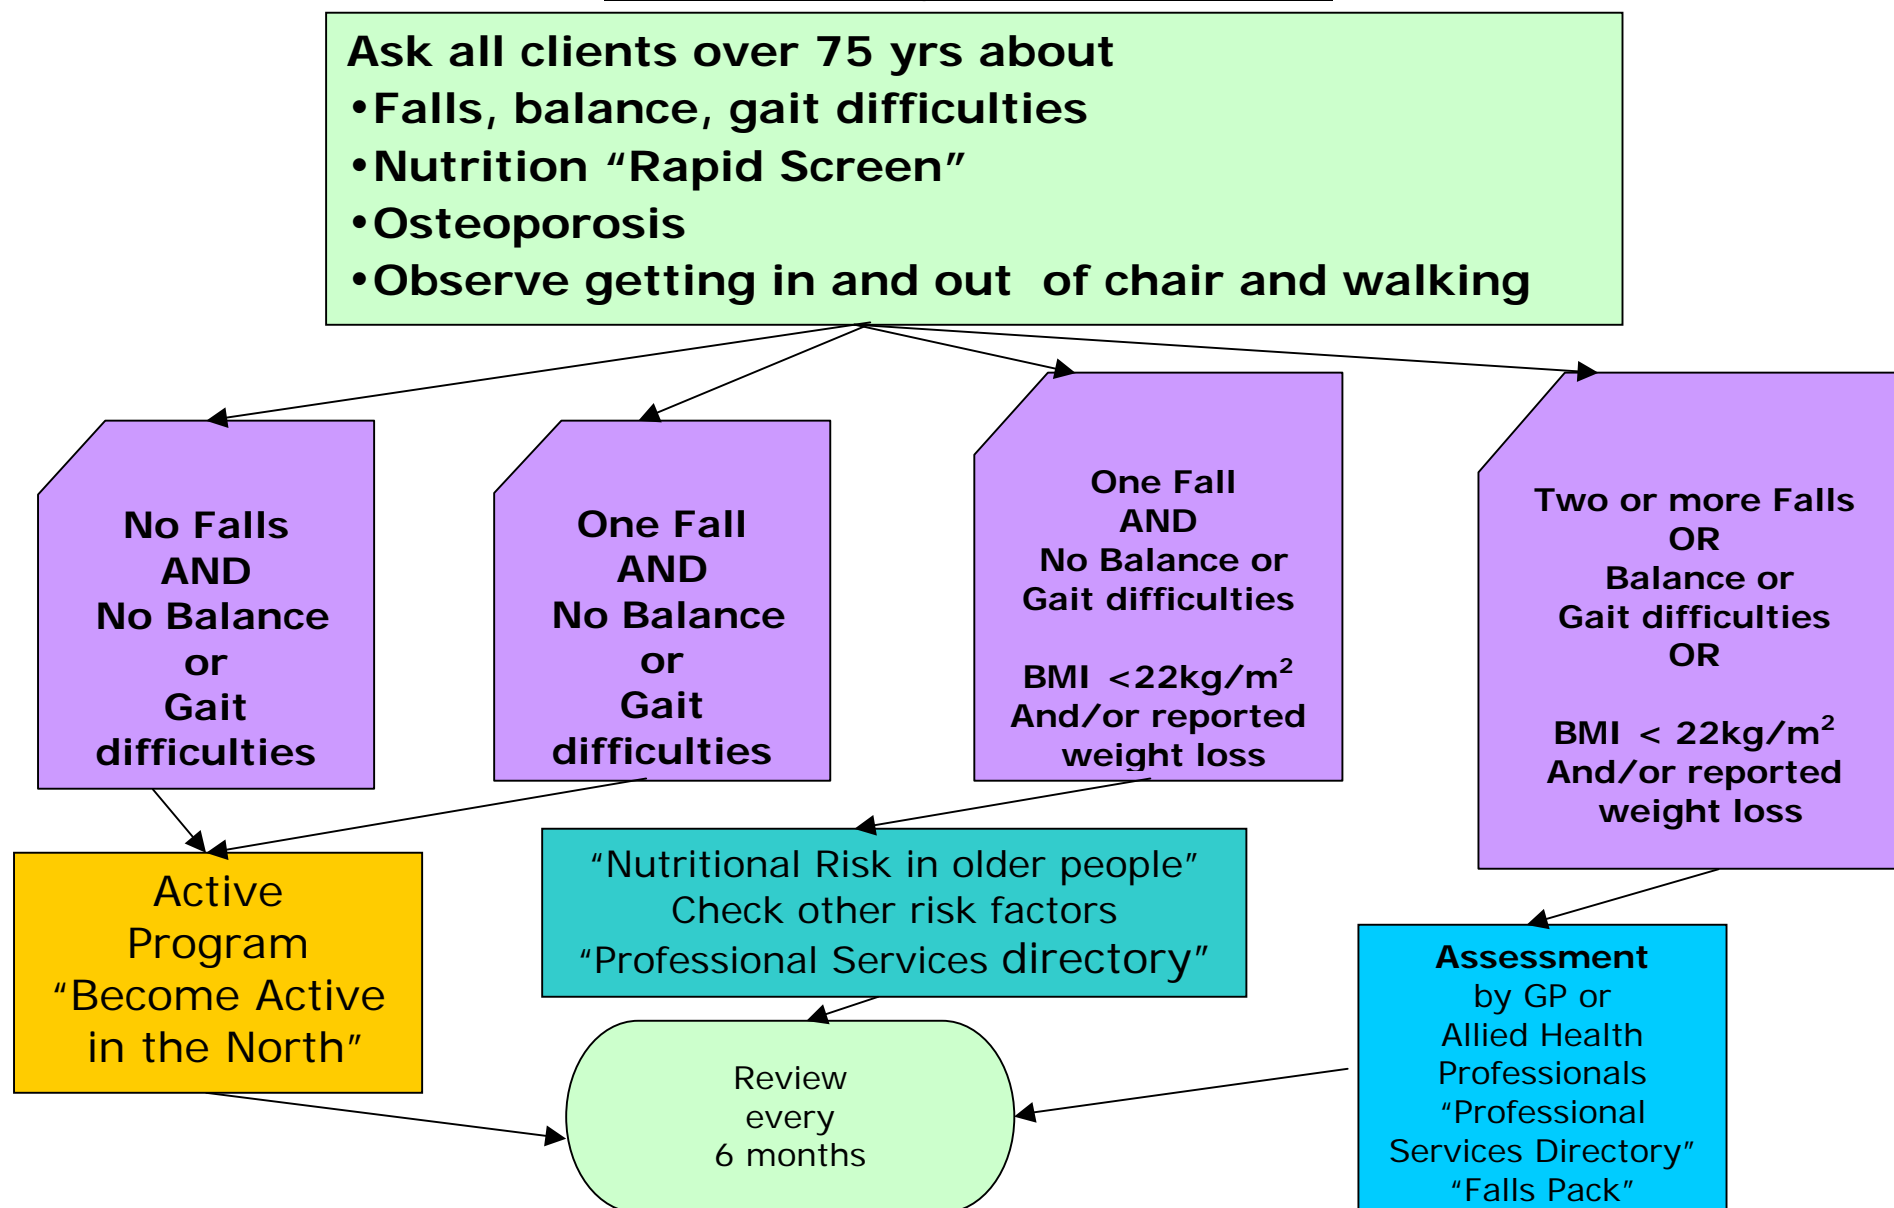 Ask all clients over 75 yrs about
•Falls, balance, gait difficulties
•Nutrition “Rapid Screen”
•Osteoporosis
•Observe getting in and out of chair and walking
No Falls
AND
No Balance
or
Gait
difficulties
One Fall
AND
No Balance
or
Gait
difficulties
One Fall
AND
No Balance or
Gait difficulties
BMI <22kg/m²
And/or reported
weight loss
Two or more Falls
OR
Balance or
Gait difficulties
OR
BMI < 22kg/m²
And/or reported
weight loss
Active
Program
“Become Active
in the North”
“Nutritional Risk in older people”
Check other risk factors
“Professional Services directory”
Assessment
by GP or
Allied Health
Professionals
“Professional
Services Directory”
“Falls Pack”
Review
every
6 months